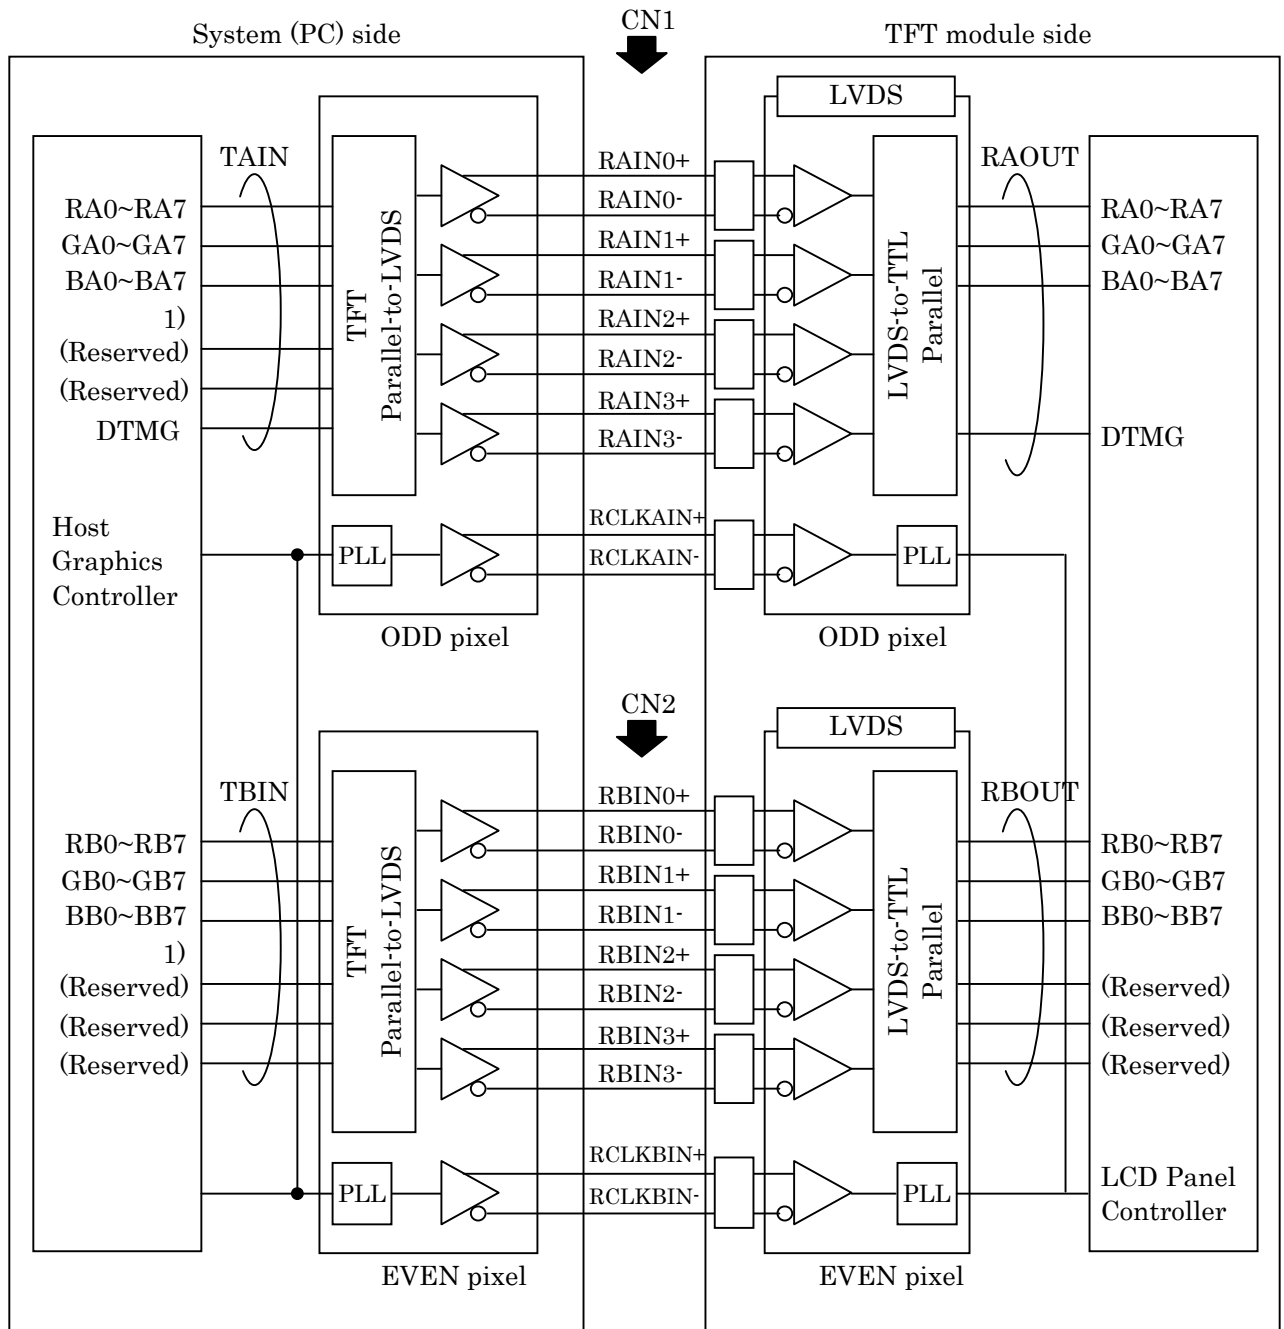 CN1
System (PC) side
TFT module side
LVDS
TAIN
RAOUT
RA0~RA7
GA0~GA7
BA0~BA7
1)
(Reserved)
(Reserved)
DTMG
TFT
Parallel-to-LVDS
RAIN0+
RAIN0-
RAIN1+
RAIN1-
RAIN2+
RAIN2-
RAIN3+
RAIN3-
LVDS-to-TTL
Parallel
RA0~RA7
GA0~GA7
BA0~BA7
DTMG
Host
Graphics
Controller
PLL
RCLKAIN+
RCLKAIN-
PLL
ODD pixel
ODD pixel
CN2
LVDS
TBIN
RBOUT
RB0~RB7
GB0~GB7
BB0~BB7
1)
(Reserved)
(Reserved)
(Reserved)
TFT
Parallel-to-LVDS
RBIN0+
RBIN0-
RBIN1+
RBIN1-
RBIN2+
RBIN2-
RBIN3+
RBIN3-
LVDS-to-TTL
Parallel
RB0~RB7
GB0~GB7
BB0~BB7
(Reserved)
(Reserved)
(Reserved)
PLL
RCLKBIN+
RCLKBIN-
PLL
LCD Panel
Controller
EVEN pixel
EVEN pixel